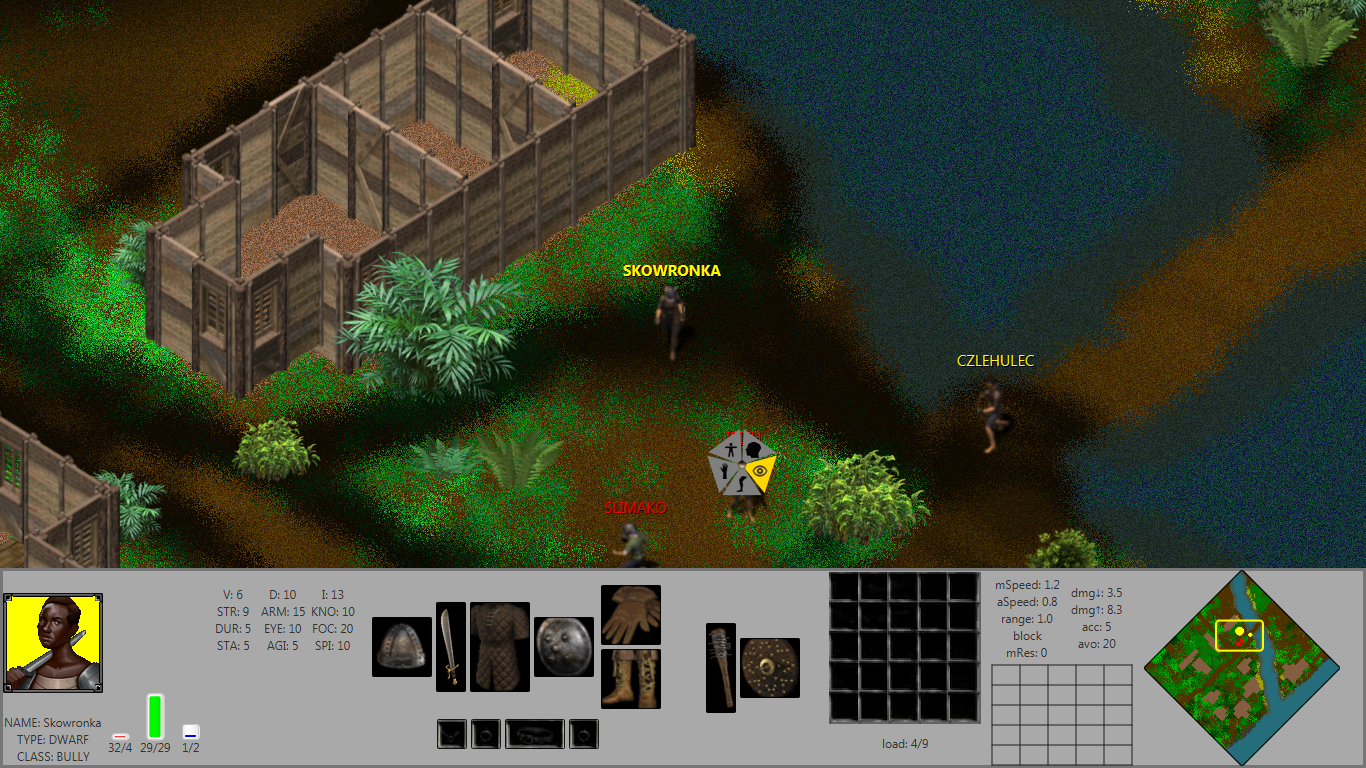 SKOWRONKA
CZLEHULEC
SLIMAKO
V: 6 D: 10 I: 13
STR: 9 ARM: 15 KNO: 10
DUR: 5 EYE: 10 FOC: 20
STA: 5 AGI: 5 SPI: 10
NAME: Skowronka
TYPE: DWARF
CLASS: BULLY
32/4 29/29 1/2
load: 4/9
mSpeed: 1.2
aSpeed: 0.8
range: 1.0
block
mRes: 0
dmg↓: 3.5
dmg↑: 8.3
acc: 5
avo: 20